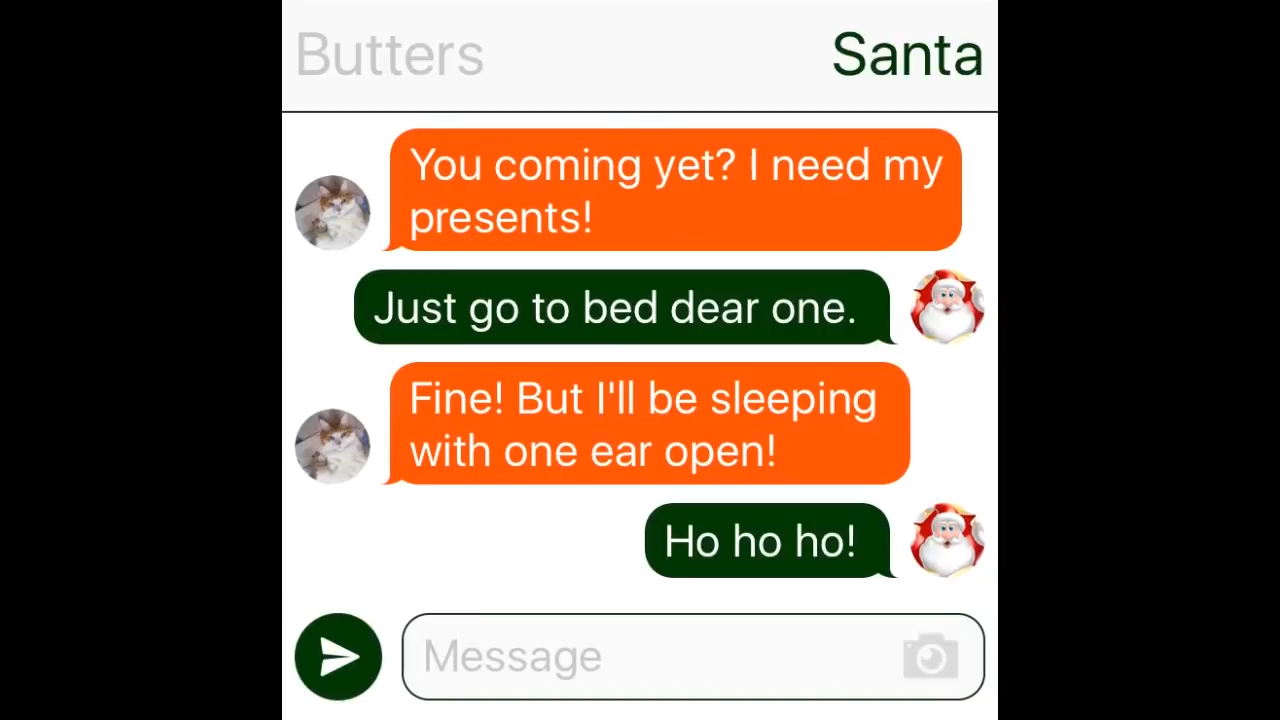 Butters
Santa
You coming yet? I need my
presents!
Just go to bed dear one.
Fine! But I'll be sleeping
with one ear open!
Ho ho ho!
Message